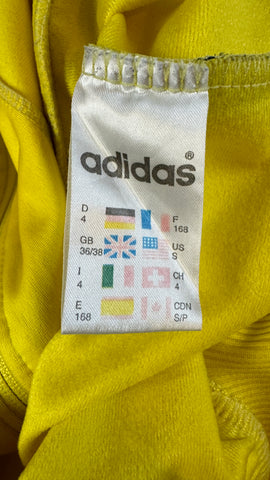 adidas®
D F
4 168
GB US
36/38 S
I CH
4 4
E CDN
168 S/P